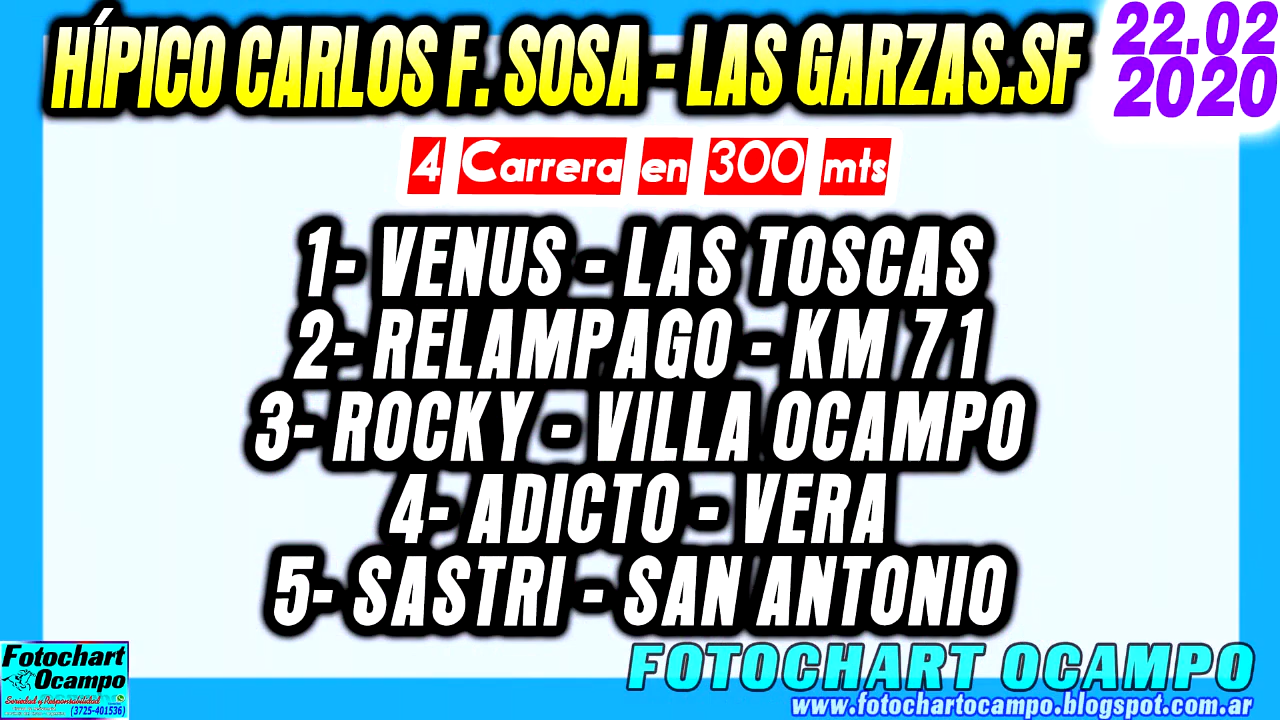 HÍPICO CARLOS F. SOSA - LAS GARZAS.SF
22.02
2020
4 Carrera en 300 mts
1- VENUS - LAS TOSCAS
2- RELAMPAGO - KM 71
3- ROCKY - VILLA OCAMPO
4- ADICTO - VERA
5- SASTRI - SAN ANTONIO
Fotochart
Ocampo
Seriedad y Responsabilidad
(3725-401536)
FOTOCHART OCAMPO
www.fotochartocampo.blogspot.com.ar